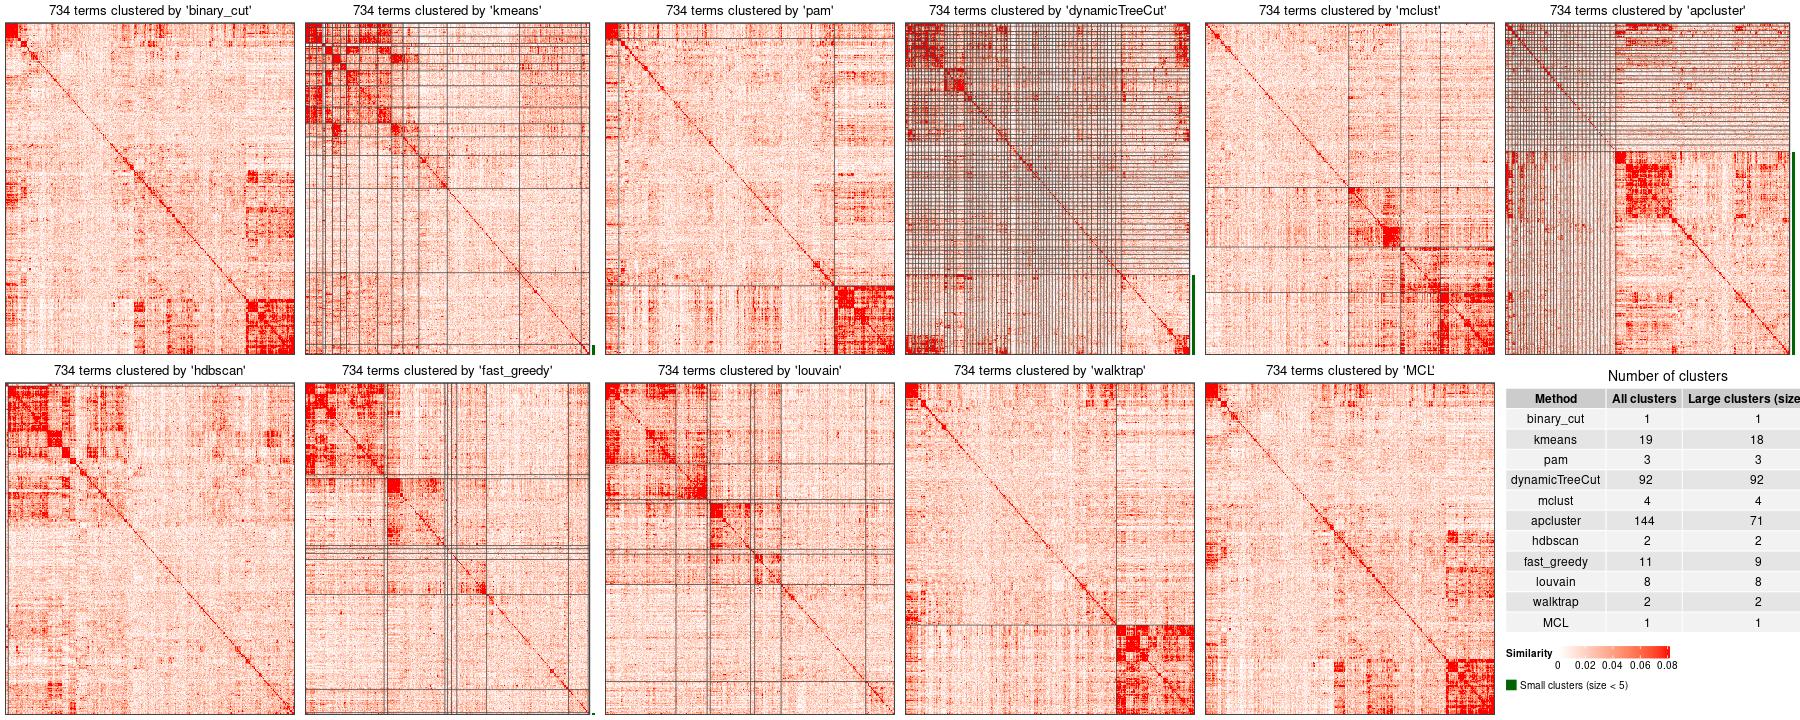 734 terms clustered by 'binary_cut'
734 terms clustered by 'kmeans'
734 terms clustered by 'pam'
734 terms clustered by 'dynamicTreeCut'
734 terms clustered by 'mclust'
734 terms clustered by 'apcluster'
734 terms clustered by 'hdbscan'
734 terms clustered by 'fast_greedy'
734 terms clustered by 'louvain'
734 terms clustered by 'walktrap'
734 terms clustered by 'MCL'
Number of clusters
Method All clusters Large clusters (size
binary_cut 1 1
kmeans 19 18
pam 3 3
dynamicTreeCut 92 92
mclust 4 4
apcluster 144 71
hdbscan 2 2
fast_greedy 11 9
louvain 8 8
walktrap 2 2
MCL 1 1
Similarity
0 0.02 0.04 0.06 0.08
Small clusters (size < 5)